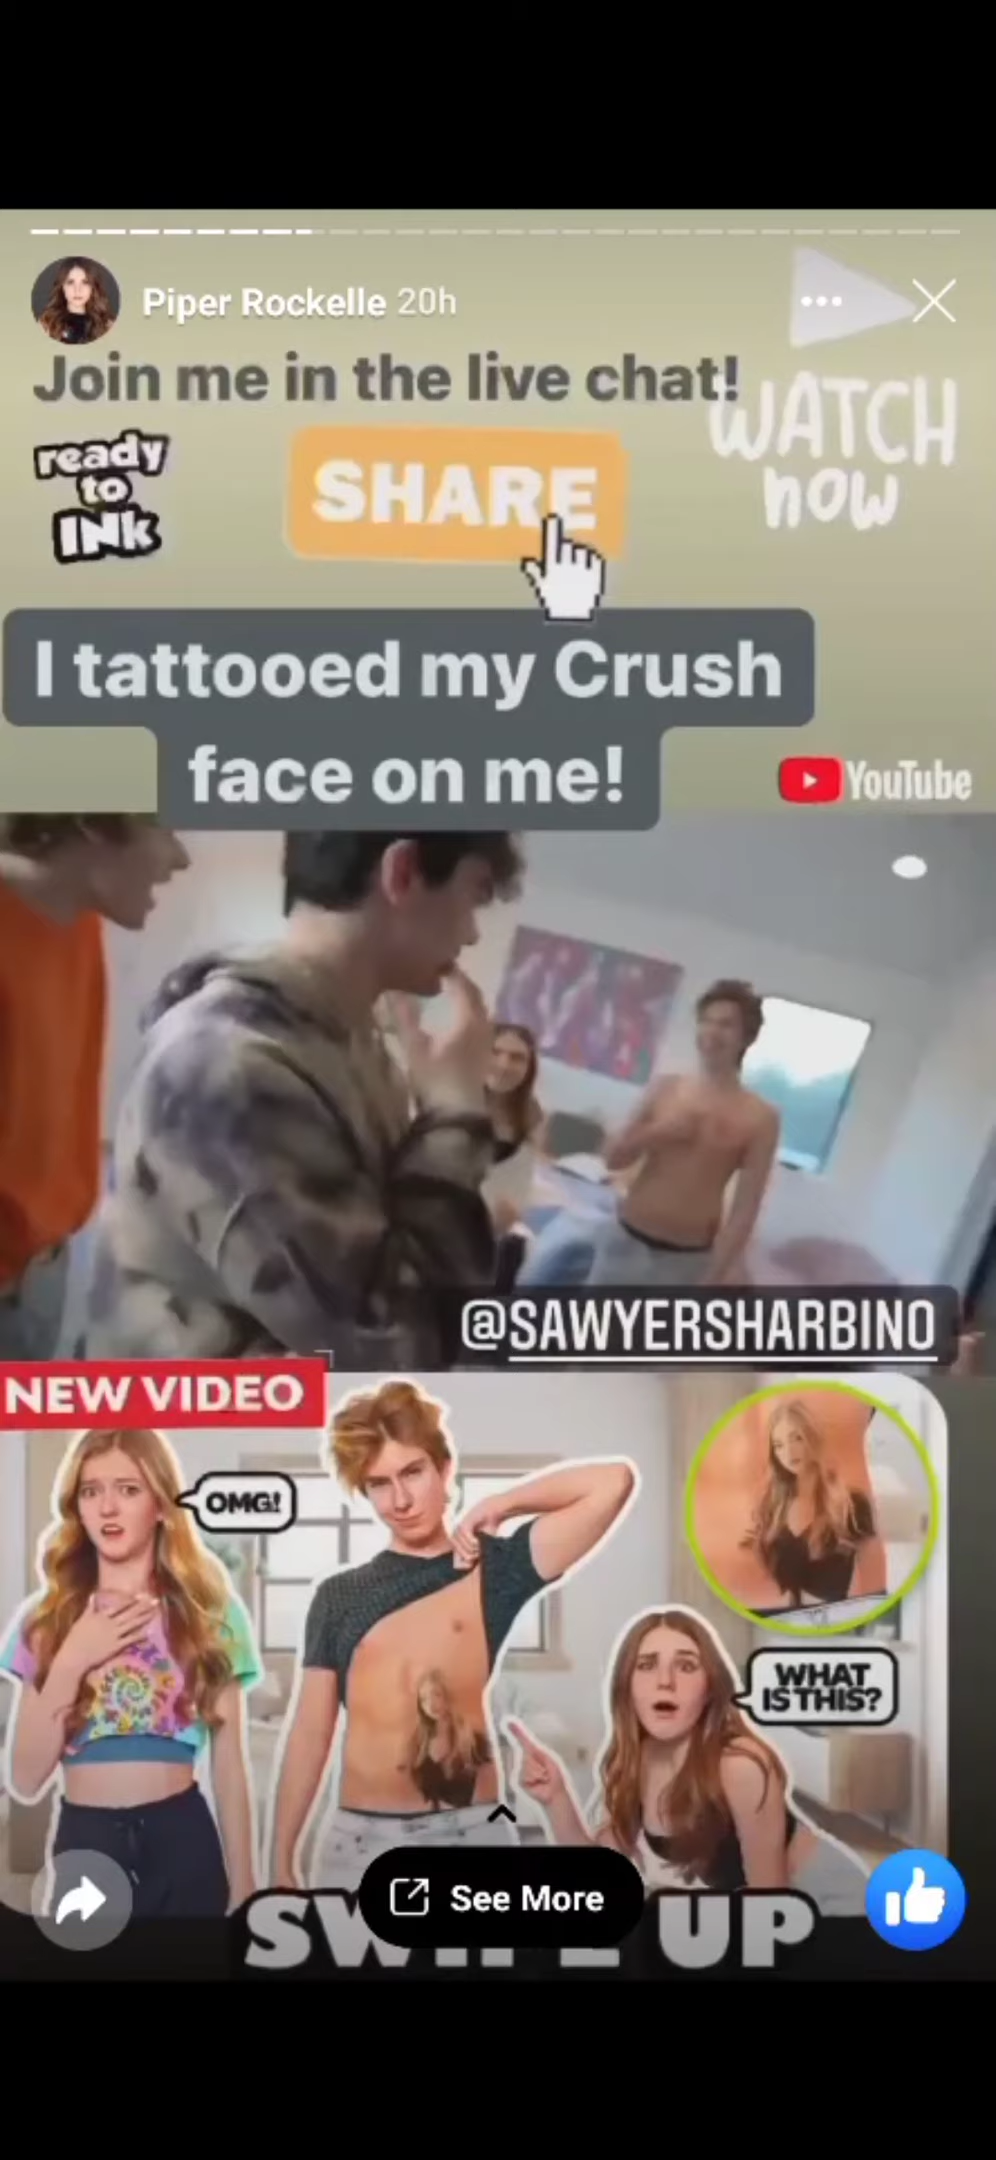 Piper Rockelle 20h
Join me in the live chat!
WATCH
now
ready
to
INk
SHARE
I tattooed my Crush
face on me!
YouTube
@SAWYERSHARBINO
NEW VIDEO
OMG!
WHAT
IS THIS?
See More
UP